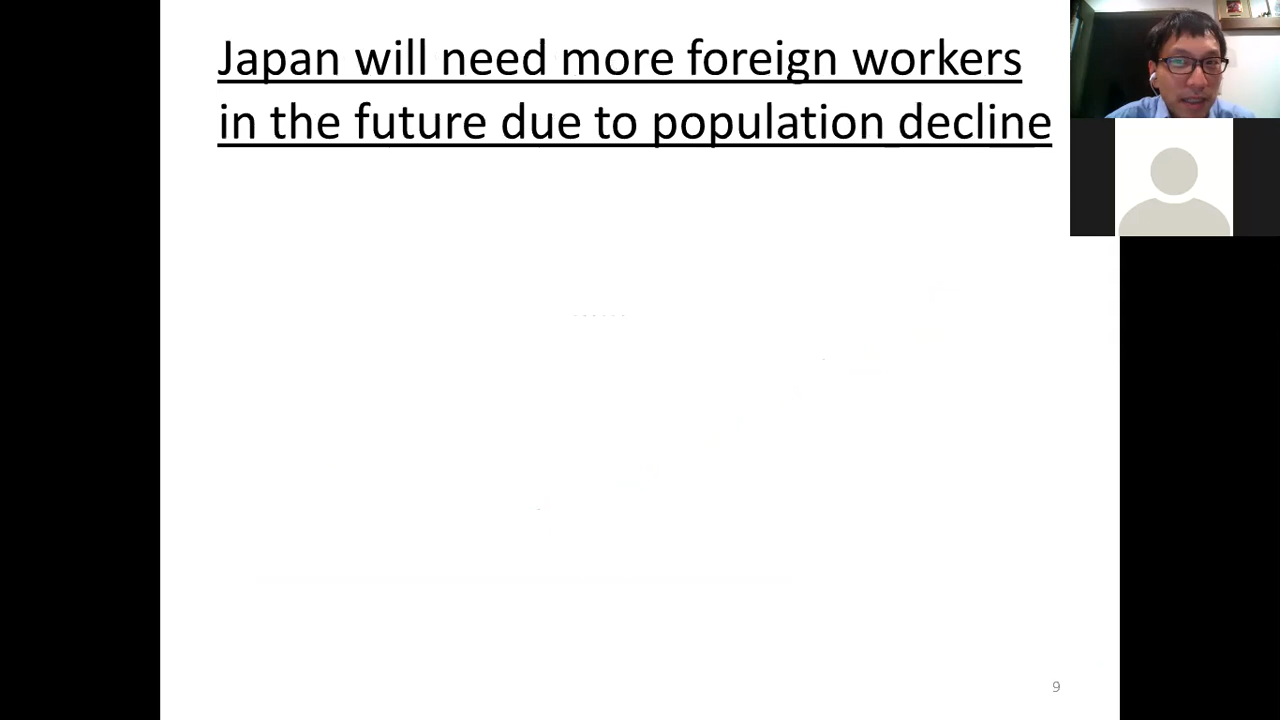 Japan will need more foreign workers
in the future due to population decline
9